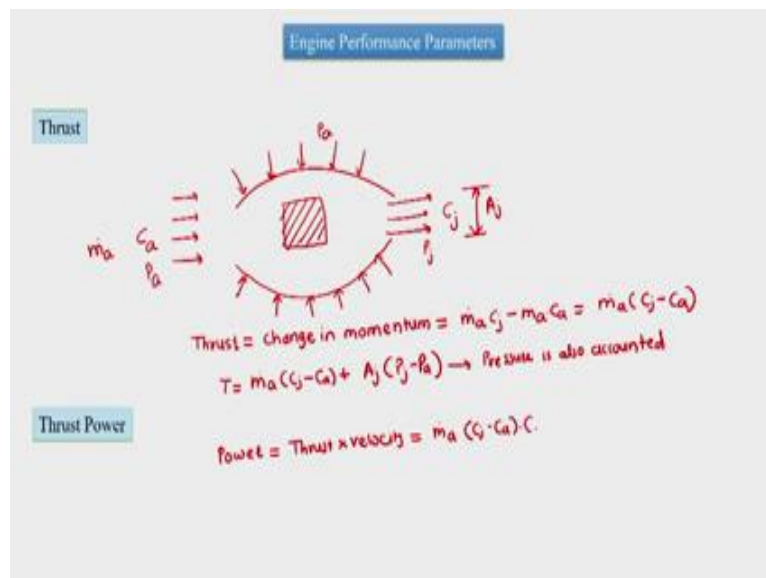 Engine Performance Parameters
Thrust
Pa
ṁa Ca
Pa
Cj Aj
Pj
Thrust = change in momentum = ṁa Cj - ṁa Ca = ṁa (Cj - Ca)
T = ṁa (Cj - Ca) + Aj (Pj - Pa) → Pressure is also accounted
Thrust Power
Power = Thrust x velocity = ṁa (Cj - Ca) . C.